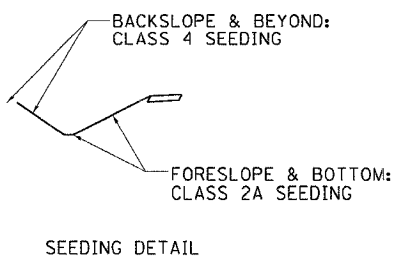 BACKSLOPE & BEYOND:
CLASS 4 SEEDING
FORESLOPE & BOTTOM:
CLASS 2A SEEDING
SEEDING DETAIL